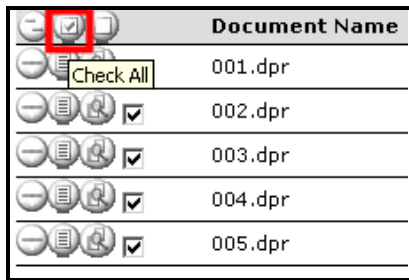 Document Name
001.dpr
Check All
002.dpr
003.dpr
004.dpr
005.dpr